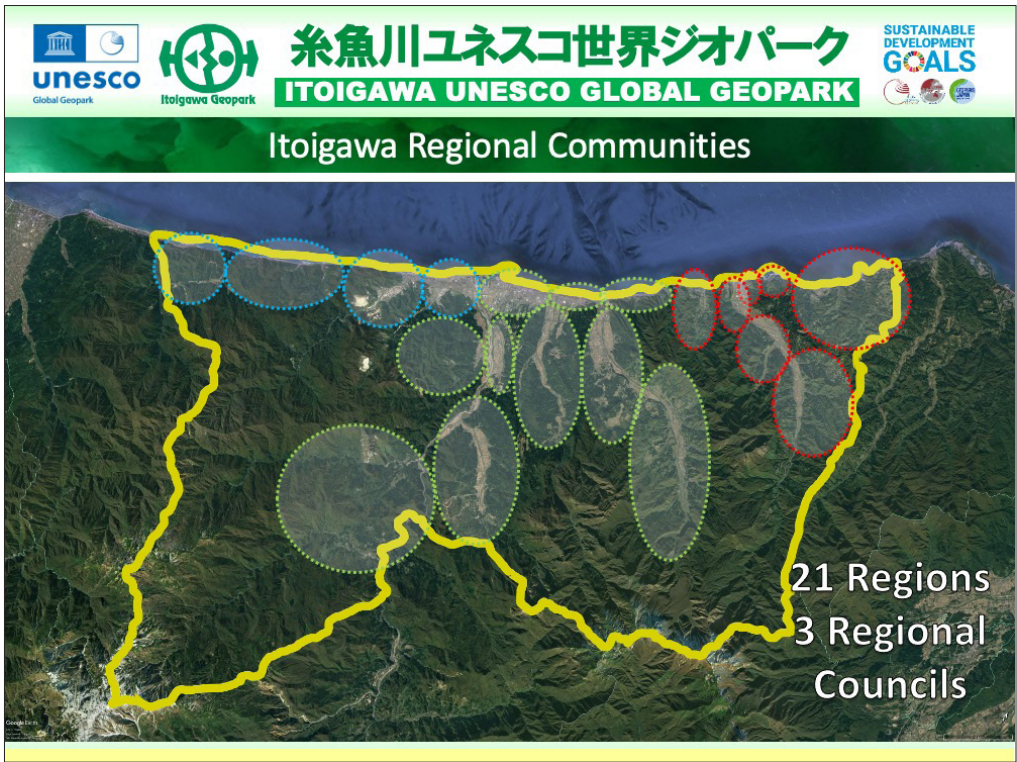 unesco
Global Geopark
Itoigawa Geopark
糸魚川ユネスコ世界ジオパーク
ITOIGAWA UNESCO GLOBAL GEOPARK
SUSTAINABLE
DEVELOPMENT
GOALS
Itoigawa Regional Communities
21 Regions
3 Regional
Councils
Google Earth